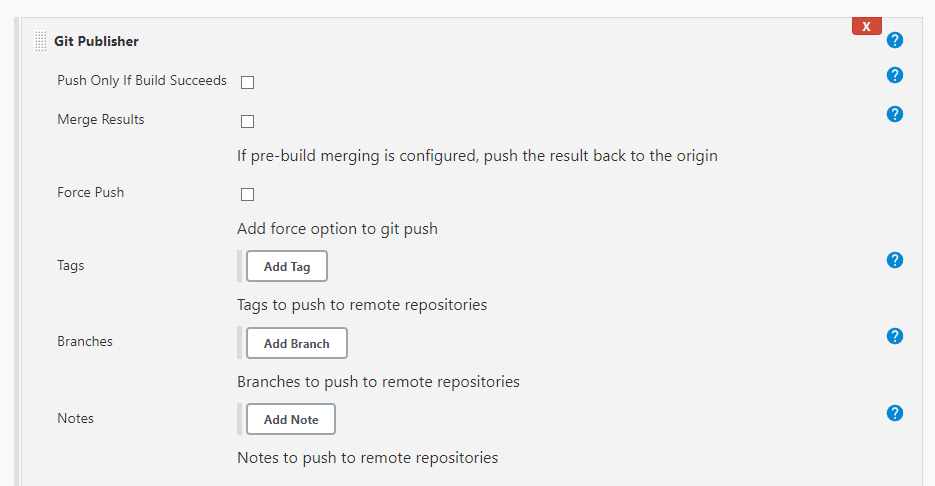 X
Git Publisher
?
Push Only If Build Succeeds
?
Merge Results
?
If pre-build merging is configured, push the result back to the origin
Force Push
Add force option to git push
Tags
Add Tag
?
Tags to push to remote repositories
Branches
Add Branch
?
Branches to push to remote repositories
Notes
Add Note
?
Notes to push to remote repositories